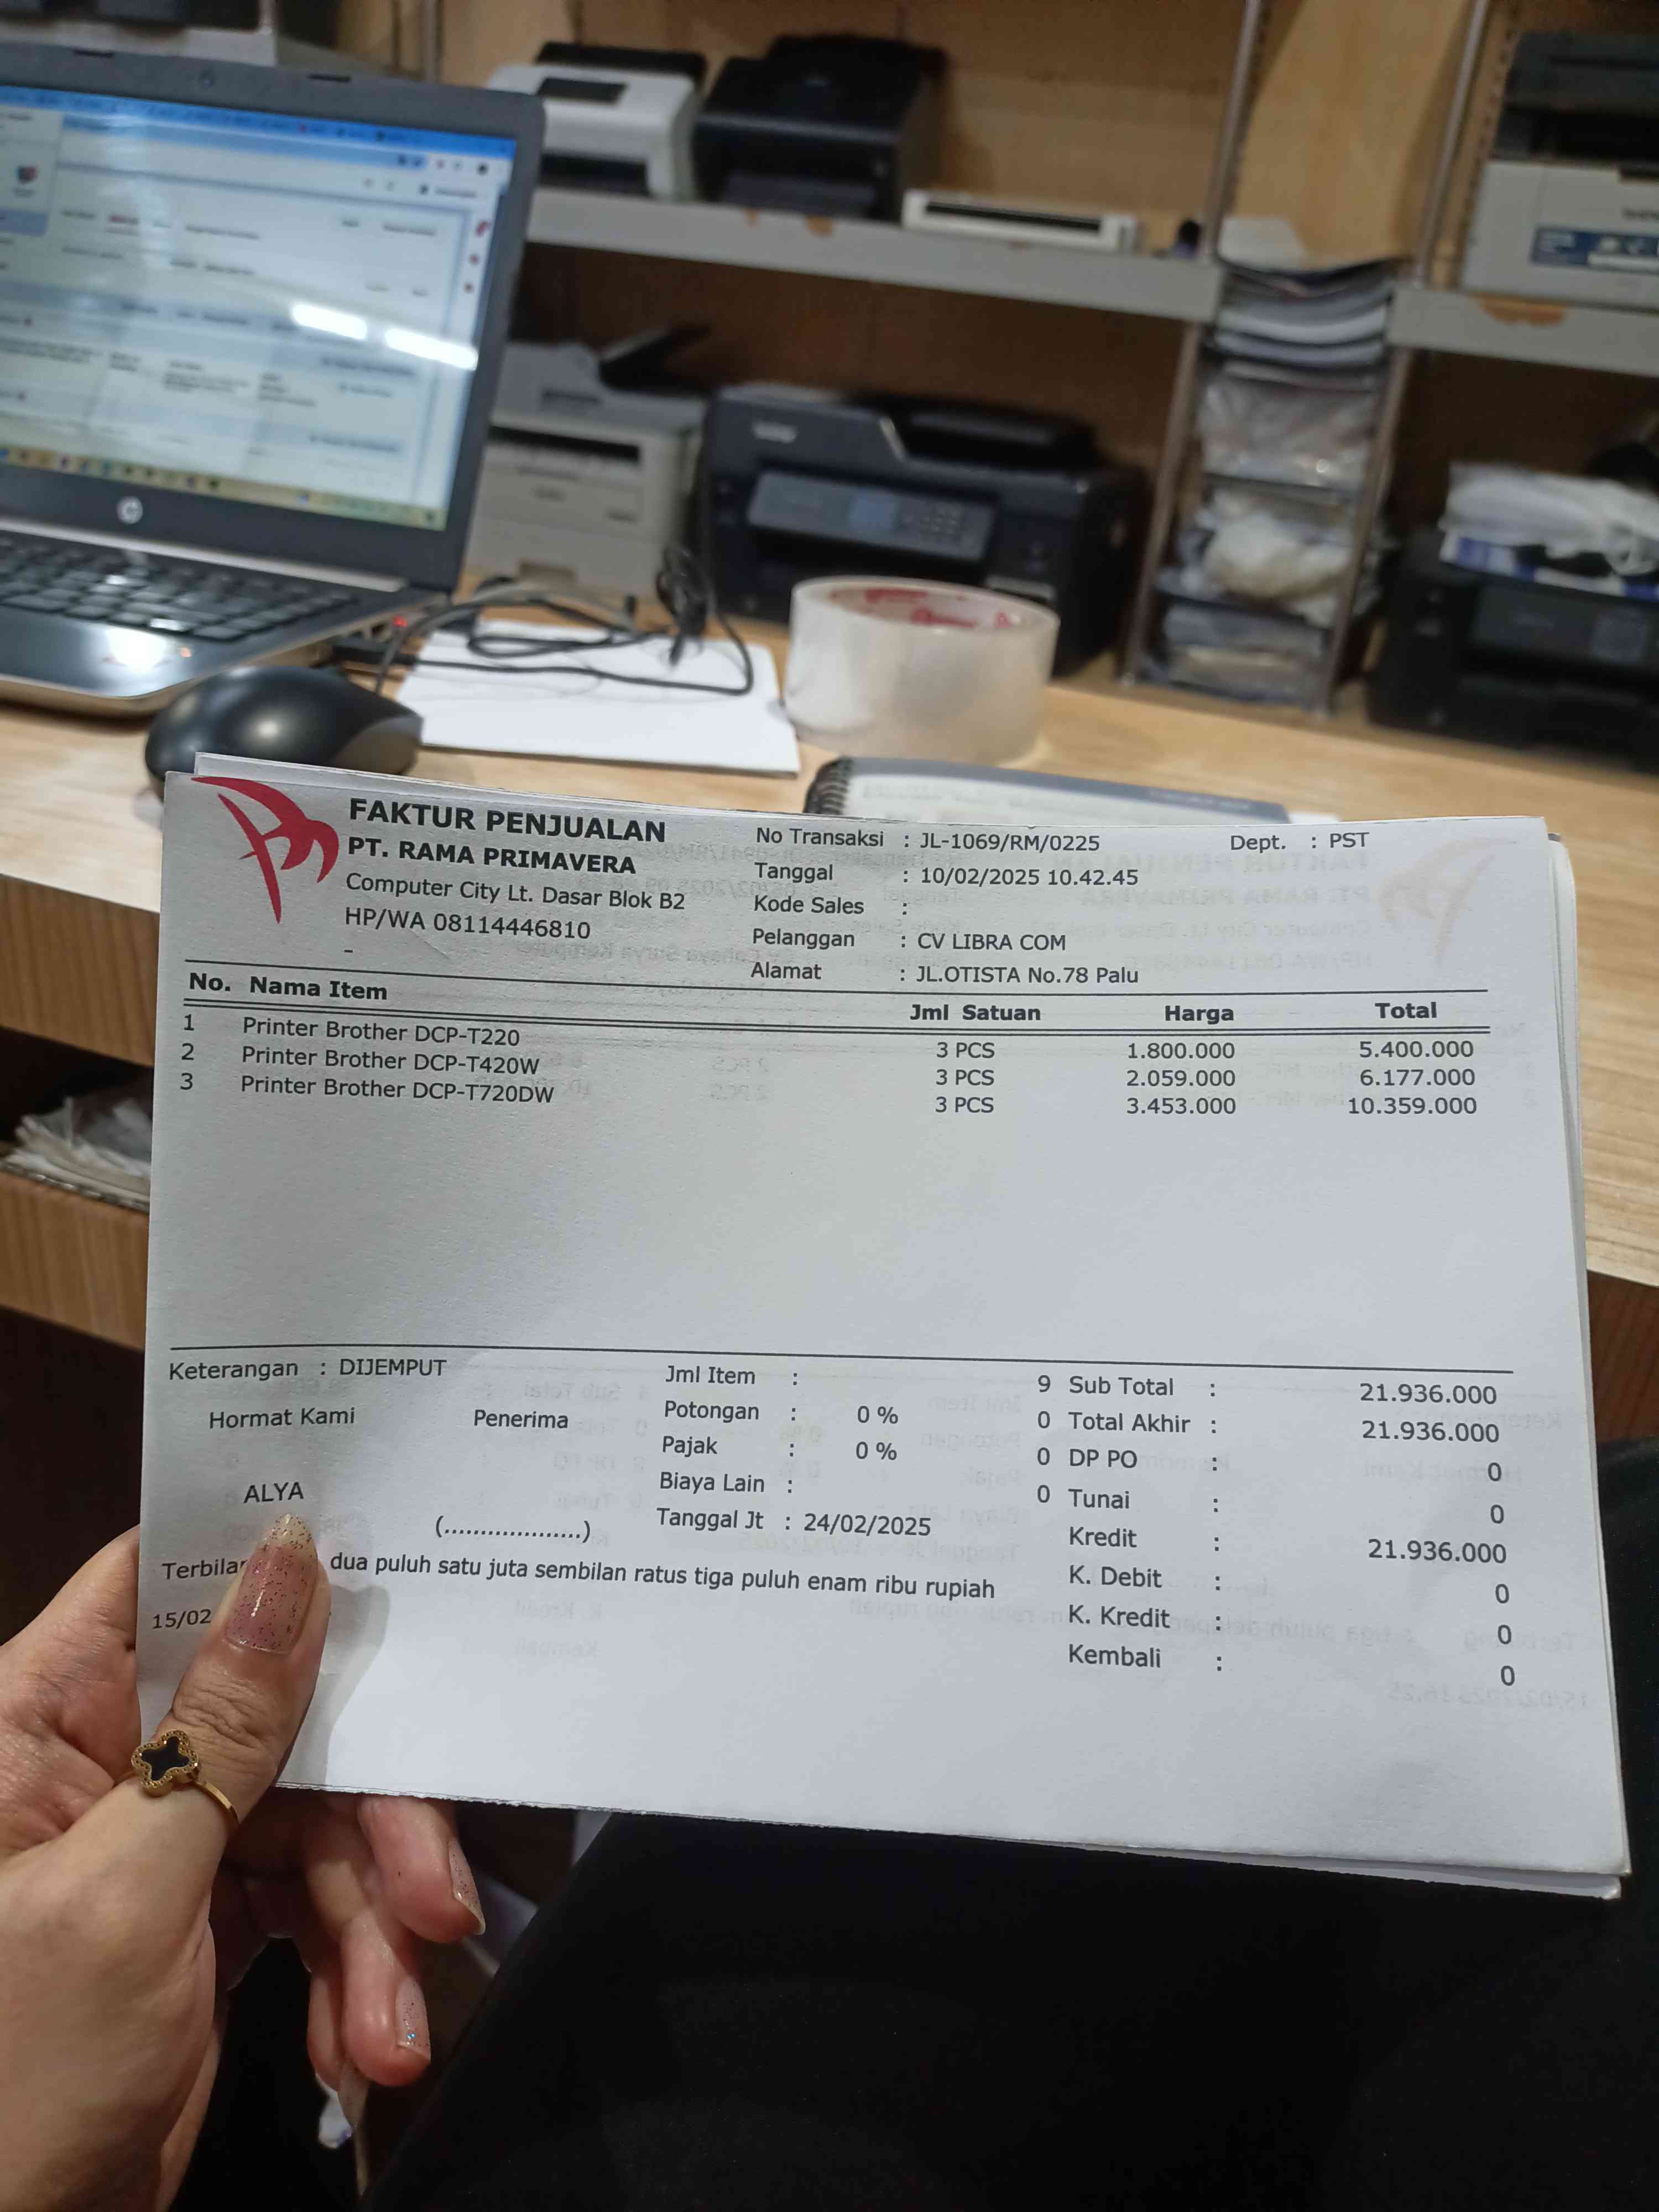 FAKTUR PENJUALAN
PT. RAMA PRIMAVERA
Computer City Lt. Dasar Blok B2
HP/WA 08114446810
-
No Transaksi : JL-1069/RM/0225 Dept. : PST
Tanggal : 10/02/2025 10.42.45
Kode Sales :
Pelanggan : CV LIBRA COM
Alamat : JL.OTISTA No.78 Palu
No. Nama Item Jml Satuan Harga Total
1 Printer Brother DCP-T220 3 PCS 1.800.000 5.400.000
2 Printer Brother DCP-T420W 3 PCS 2.059.000 6.177.000
3 Printer Brother DCP-T720DW 3 PCS 3.453.000 10.359.000
Keterangan : DIJEMPUT
Hormat Kami Penerima
ALYA
(...................)
Jml Item : 9
Potongan : 0 % 0
Pajak : 0 % 0
Biaya Lain : 0
Tanggal Jt : 24/02/2025
Sub Total : 21.936.000
Total Akhir : 21.936.000
DP PO : 0
Tunai : 0
Kredit : 21.936.000
K. Debit : 0
K. Kredit : 0
Kembali : 0
dua puluh satu juta sembilan ratus tiga puluh enam ribu rupiah
15/02